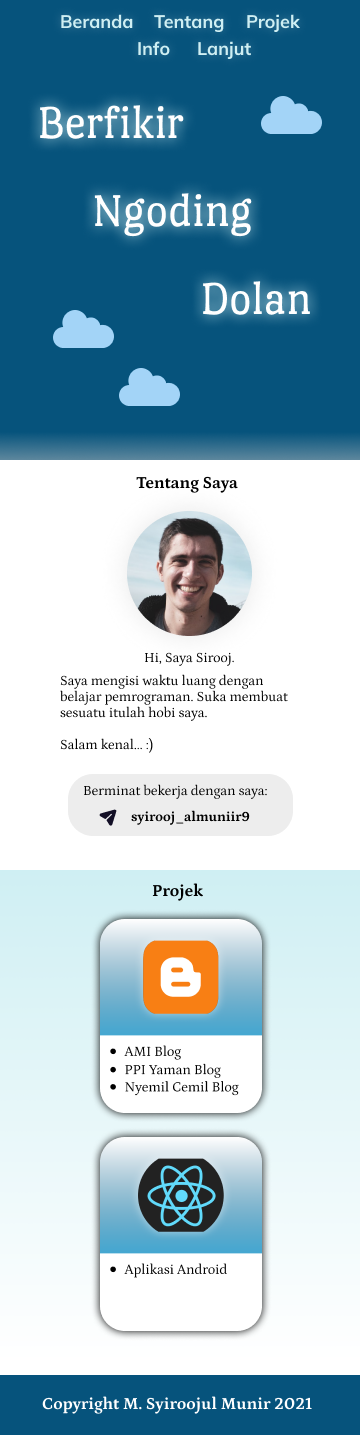 Beranda Tentang Projek
Info Lanjut
Berfikir
Ngoding
Dolan
Tentang Saya
Hi, Saya Sirooj.
Saya mengisi waktu luang dengan
belajar pemrograman. Suka membuat
sesuatu itulah hobi saya.
Salam kenal... :)
Berminat bekerja dengan saya:
syirooj_almuniir9
Projek
• AMI Blog
• PPI Yaman Blog
• Nyemil Cemil Blog
• Aplikasi Android
Copyright M. Syiroojul Munir 2021